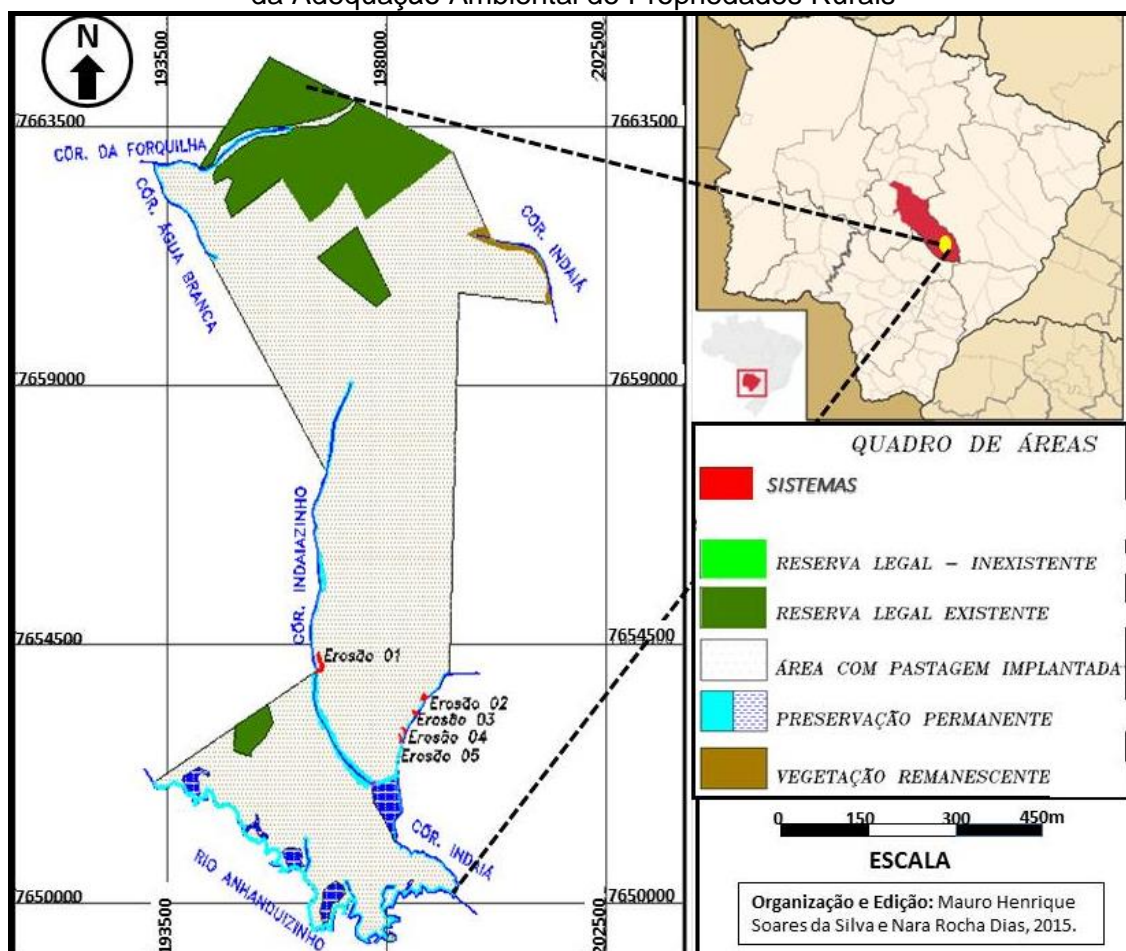 da Adequação Ambiental de Propriedades Rurais
N
193500
198000
202500
7663500
7663500
CÓR. DA FORQUILHA
CÓR. ÁGUA BRANCA
CÓR. INDAIÁ
7659000
7659000
CÓR. INDAIAZINHO
7654500
7654500
Erosão 01
Erosão 02
Erosão 03
Erosão 04
Erosão 05
CÓR. INDAIÁ
RIO ANHANDUIZINHO
7650000
7650000
193500
202500
QUADRO DE ÁREAS
SISTEMAS
RESERVA LEGAL – INEXISTENTE
RESERVA LEGAL EXISTENTE
ÁREA COM PASTAGEM IMPLANTADA
PRESERVAÇÃO PERMANENTE
VEGETAÇÃO REMANESCENTE
0 150 300 450m
ESCALA
Organização e Edição: Mauro Henrique
Soares da Silva e Nara Rocha Dias, 2015.